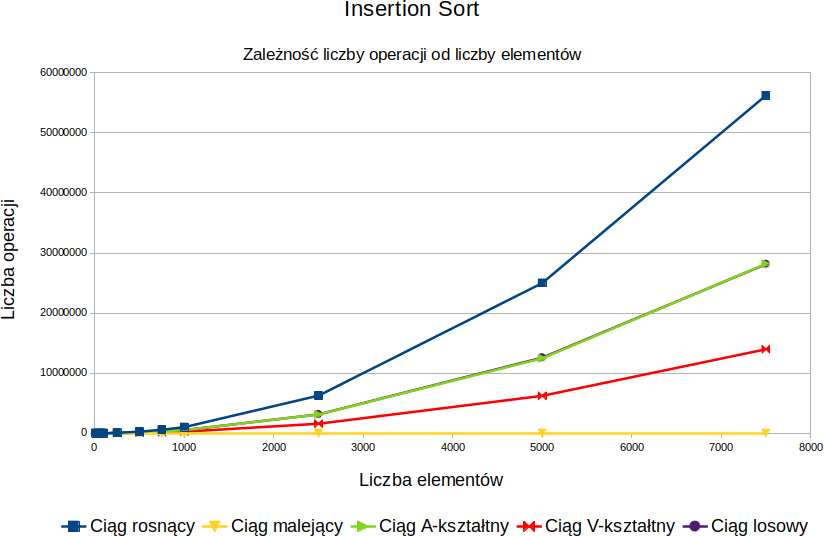 Insertion Sort
Zależność liczby operacji od liczby elementów
60000000
50000000
40000000
30000000
20000000
10000000
0
Liczba operacji
0 1000 2000 3000 4000 5000 6000 7000 8000
Liczba elementów
Ciąg rosnący Ciąg malejący Ciąg A-kształtny Ciąg V-kształtny Ciąg losowy